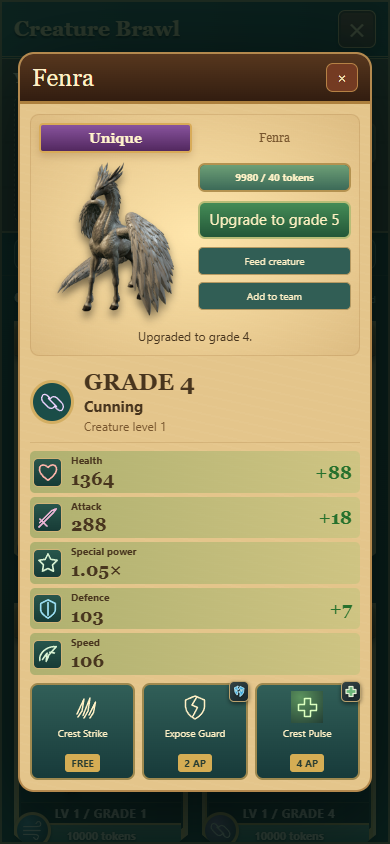 Creature Brawl
×
Fenra
×
Unique
Fenra
9980 / 40 tokens
Upgrade to grade 5
Feed creature
Add to team
Upgraded to grade 4.
GRADE 4
Cunning
Creature level 1
Health
1364
+88
Attack
288
+18
Special power
1.05×
Defence
103
+7
Speed
106
Crest Strike
Expose Guard
Crest Pulse
FREE
2 AP
4 AP
LV 1 / GRADE 1
LV 1 / GRADE 4
10000 tokens
10000 tokens